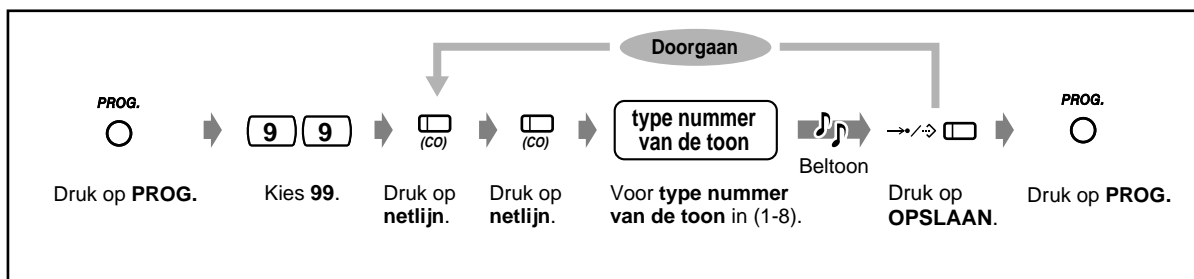 Doorgaan
PROG.
9 9
(CO)
(CO)
type nummer
van de toon
Beltoon
PROG.
Druk op PROG.
Kies 99.
Druk op
netlijn.
Druk op
netlijn.
Voor type nummer
van de toon in (1-8).
Druk op
OPSLAAN.
Druk op PROG.